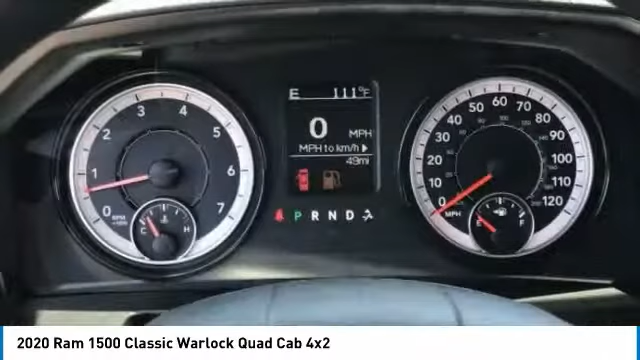 E 111°F
0 MPH
MPH to km/h
49mi
0 1 2 3 4 5 6 7
RPM
C H
P R N D
0 10 20 30 40 50 60 70 80 90 100 110 120
MPH
E F
2020 Ram 1500 Classic Warlock Quad Cab 4x2